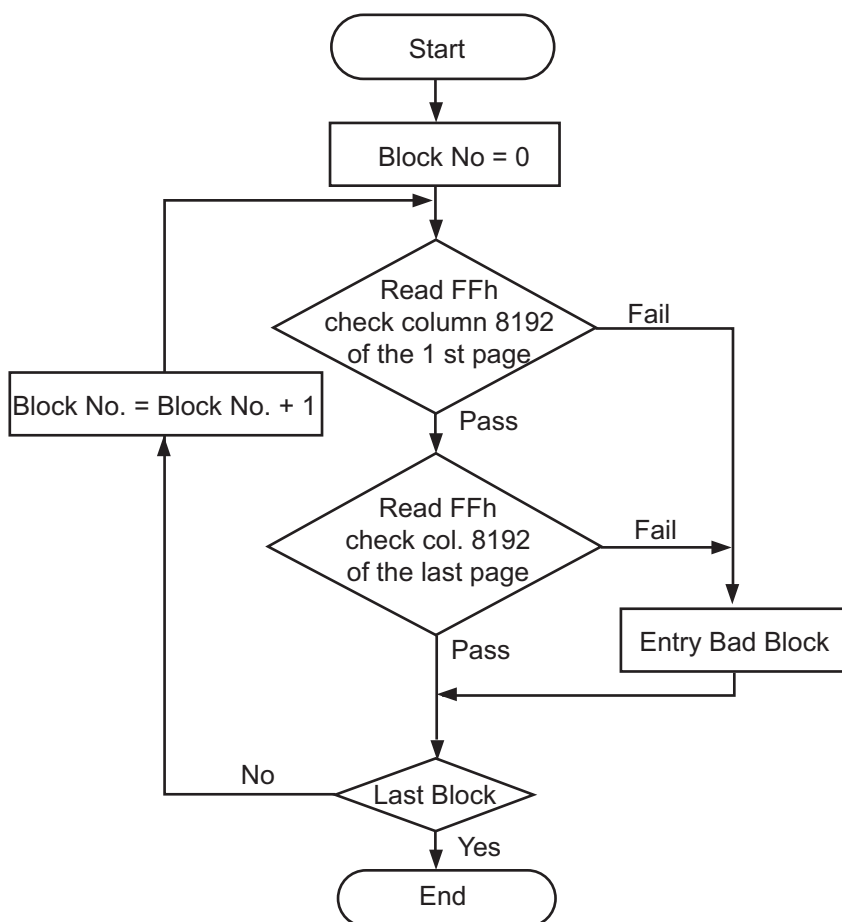 Start
Block No = 0
Read FFh
check column 8192
of the 1 st page
Fail
Block No. = Block No. + 1
Pass
Read FFh
check col. 8192
of the last page
Fail
Entry Bad Block
Pass
No
Last Block
Yes
End